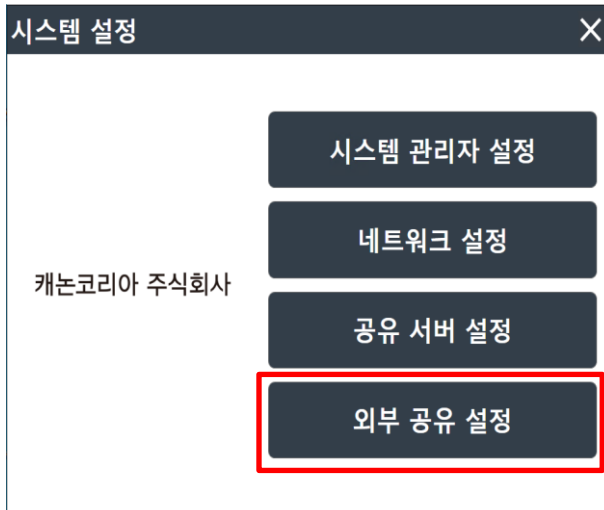 시스템 설정
시스템 관리자 설정
네트워크 설정
캐논코리아 주식회사
공유 서버 설정
외부 공유 설정